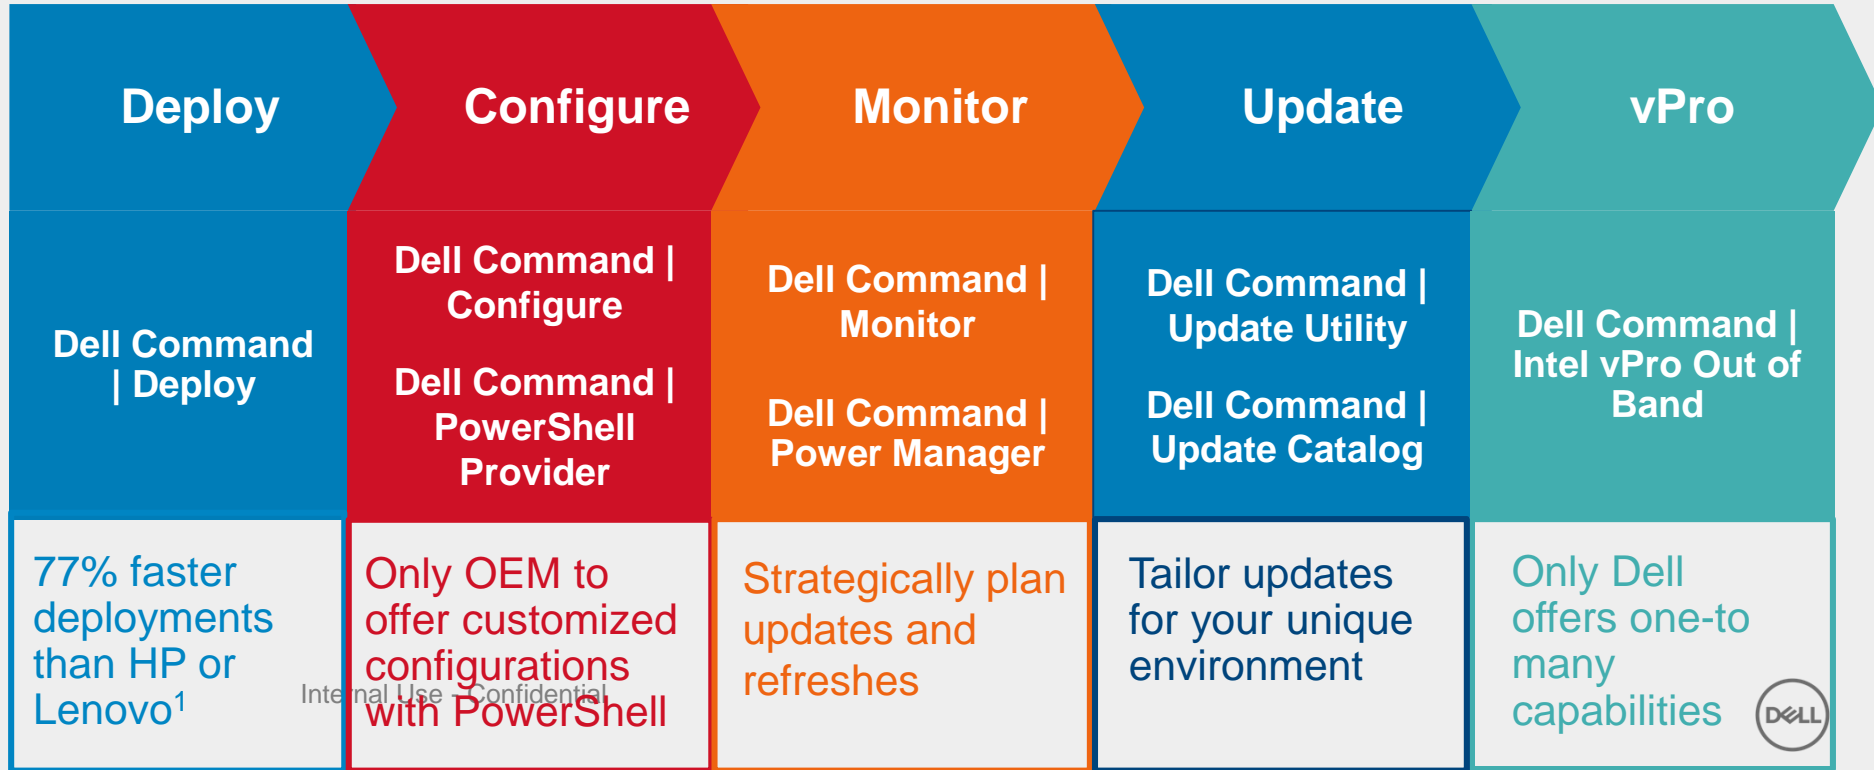 Deploy
Configure
Monitor
Update
vPro
Dell Command
| Deploy
Dell Command |
Configure
Dell Command |
PowerShell
Provider
Dell Command |
Monitor
Dell Command |
Power Manager
Dell Command |
Update Utility
Dell Command |
Update Catalog
Dell Command |
Intel vPro Out of
Band
77% faster
deployments
than HP or
Lenovo¹
Only OEM to
offer customized
configurations
with PowerShell
Strategically plan
updates and
refreshes
Tailor updates
for your unique
environment
Only Dell
offers one-to
many
capabilities
Internal Use - Confidential
DELL